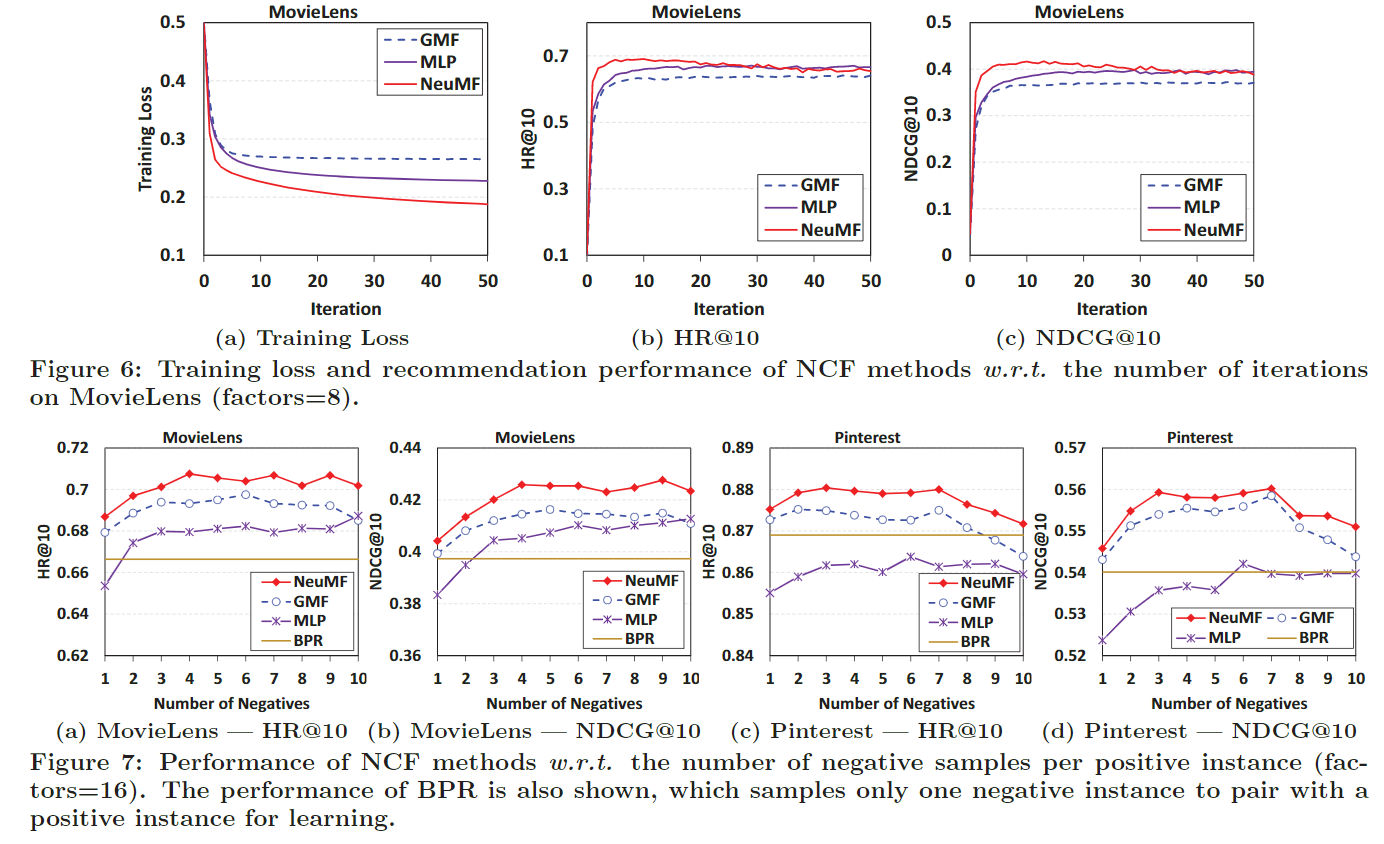 MovieLens
0.5
0.4
0.3
0.2
0.1
Training Loss
GMF
MLP
NeuMF
0 10 20 30 40 50
Iteration
(a) Training Loss
MovieLens
0.7
0.5
0.3
0.1
HR@10
GMF
MLP
NeuMF
0 10 20 30 40 50
Iteration
(b) HR@10
MovieLens
0.5
0.4
0.3
0.2
0.1
0
NDCG@10
GMF
MLP
NeuMF
0 10 20 30 40 50
Iteration
(c) NDCG@10
Figure 6: Training loss and recommendation performance of NCF methods w.r.t. the number of iterations
on MovieLens (factors=8).
MovieLens
0.72
0.7
0.68
0.66
0.64
0.62
HR@10
NeuMF
GMF
MLP
BPR
1 2 3 4 5 6 7 8 9 10
Number of Negatives
(a) MovieLens — HR@10
MovieLens
0.44
0.42
0.4
0.38
0.36
NDCG@10
NeuMF
GMF
MLP
BPR
1 2 3 4 5 6 7 8 9 10
Number of Negatives
(b) MovieLens — NDCG@10
Pinterest
0.89
0.88
0.87
0.86
0.85
0.84
HR@10
NeuMF
GMF
MLP
BPR
1 2 3 4 5 6 7 8 9 10
Number of Negatives
(c) Pinterest — HR@10
Pinterest
0.57
0.56
0.55
0.54
0.53
0.52
NDCG@10
NeuMF GMF
MLP BPR
1 2 3 4 5 6 7 8 9 10
Number of Negatives
(d) Pinterest — NDCG@10
Figure 7: Performance of NCF methods w.r.t. the number of negative samples per positive instance (fac-
tors=16). The performance of BPR is also shown, which samples only one negative instance to pair with a
positive instance for learning.